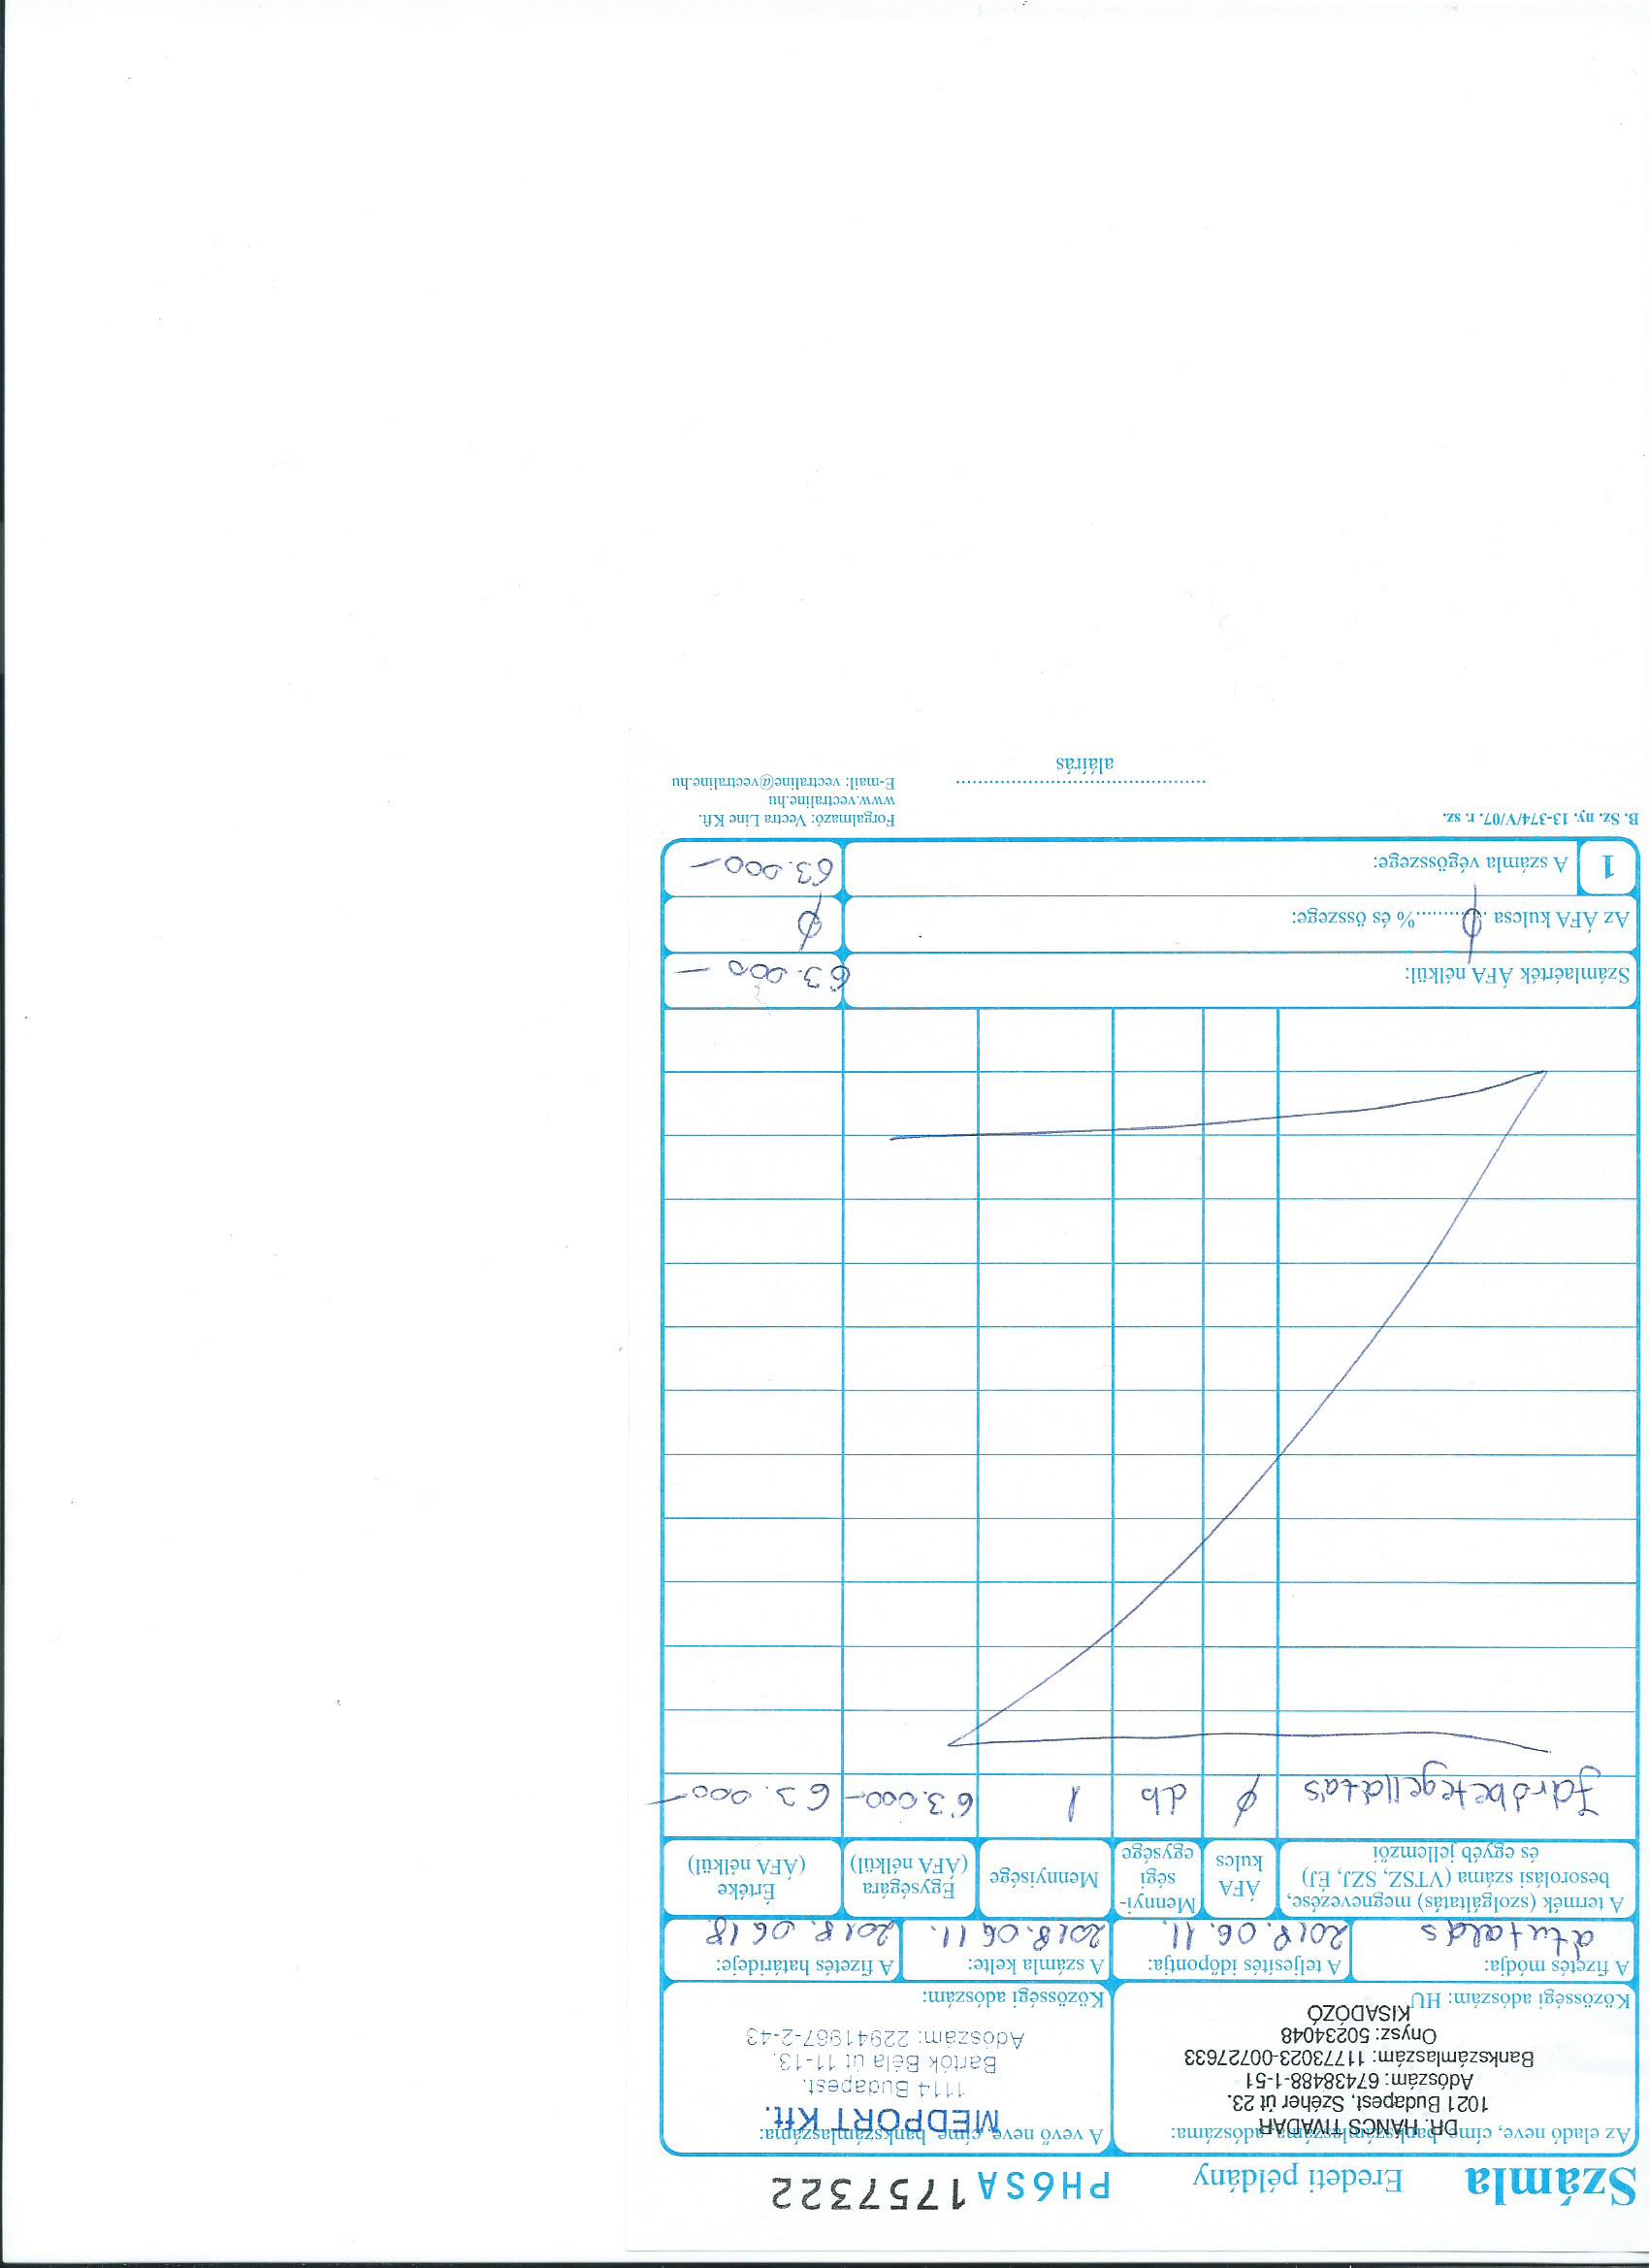 Számla Eredeti példány PH6SA1757322
Az eladó neve, címe, bankszámlaszáma, adószáma:
DR. HANCS TIVADAR
1021 Budapest, Széher út 23.
Adószám: 67438488-1-51
Bankszámlaszám: 11773023-00727633
Onysz: 50234048
KISADÓZÓ
Közösségi adószám: HU
A vevő neve, címe, bankszámlaszáma:
MEDPORT Kft.
1114 Budapest,
Bartók Béla út 11-13.
Adószám: 22941967-2-43
Közösségi adószám:
A fizetés módja:
átutalás
A teljesítés időpontja:
2018. 06. 11.
A számla kelte:
2018. 06 11.
A fizetés határideje:
2018. 06 18
A termék (szolgáltatás) megnevezése,
besorolási száma (VTSZ, SZJ, ÉJ)
és egyéb jellemzői
ÁFA
kulcs
Mennyi-
ségi
egysége
Mennyisége
Egységára
(ÁFA nélkül)
Értéke
(ÁFA nélkül)
Járóbetegellátás ϕ db 1 63.000- 63.000-
Számlaérték ÁFA nélkül: 63.000 -
Az ÁFA kulcsa ..ϕ........% és összege: ϕ
1 A számla végösszege: 63.000-
B. Sz. ny. 13-374/V/07. r. sz.
aláírás
Forgalmazó: Vectra Line Kft.
www.vectraline.hu
E-mail: vectraline@vectraline.hu